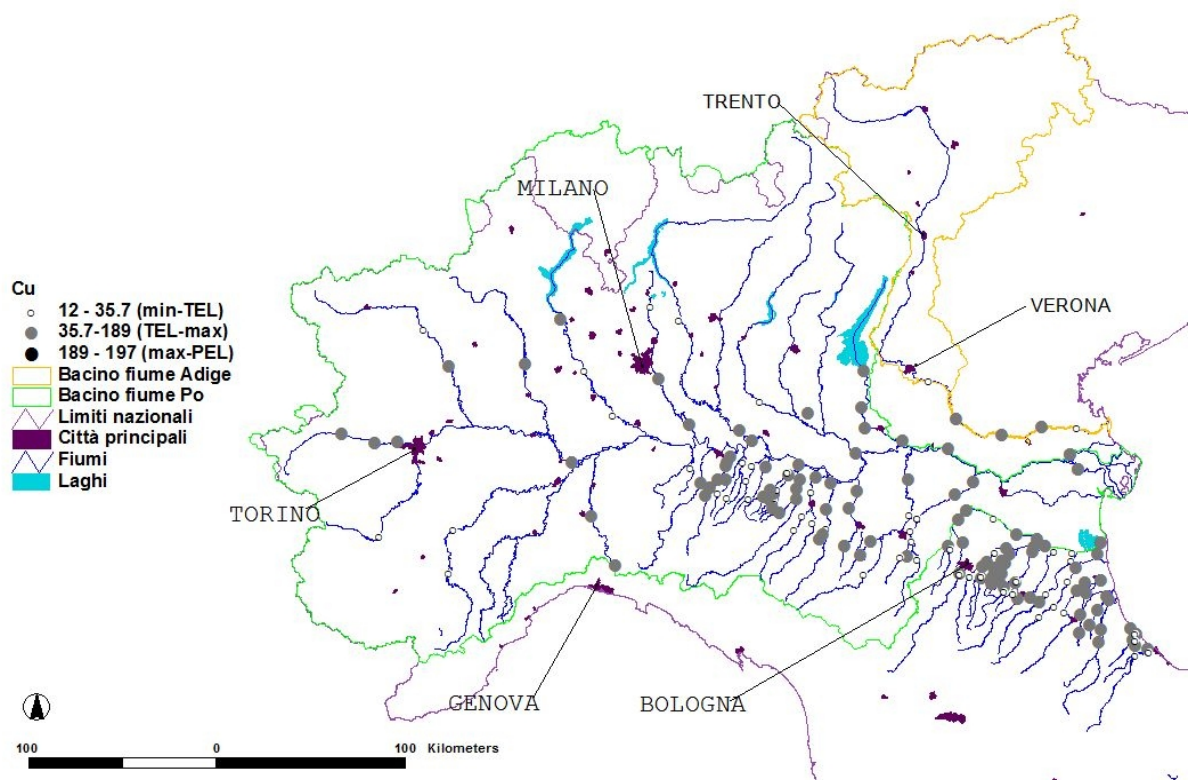 TRENTO
MILANO
VERONA
Cu
12 - 35.7 (min-TEL)
35.7-189 (TEL-max)
189 - 197 (max-PEL)
Bacino fiume Adige
Bacino fiume Po
Limiti nazionali
Città principali
Fiumi
Laghi
TORINO
GENOVA
BOLOGNA
100 0 100 Kilometers